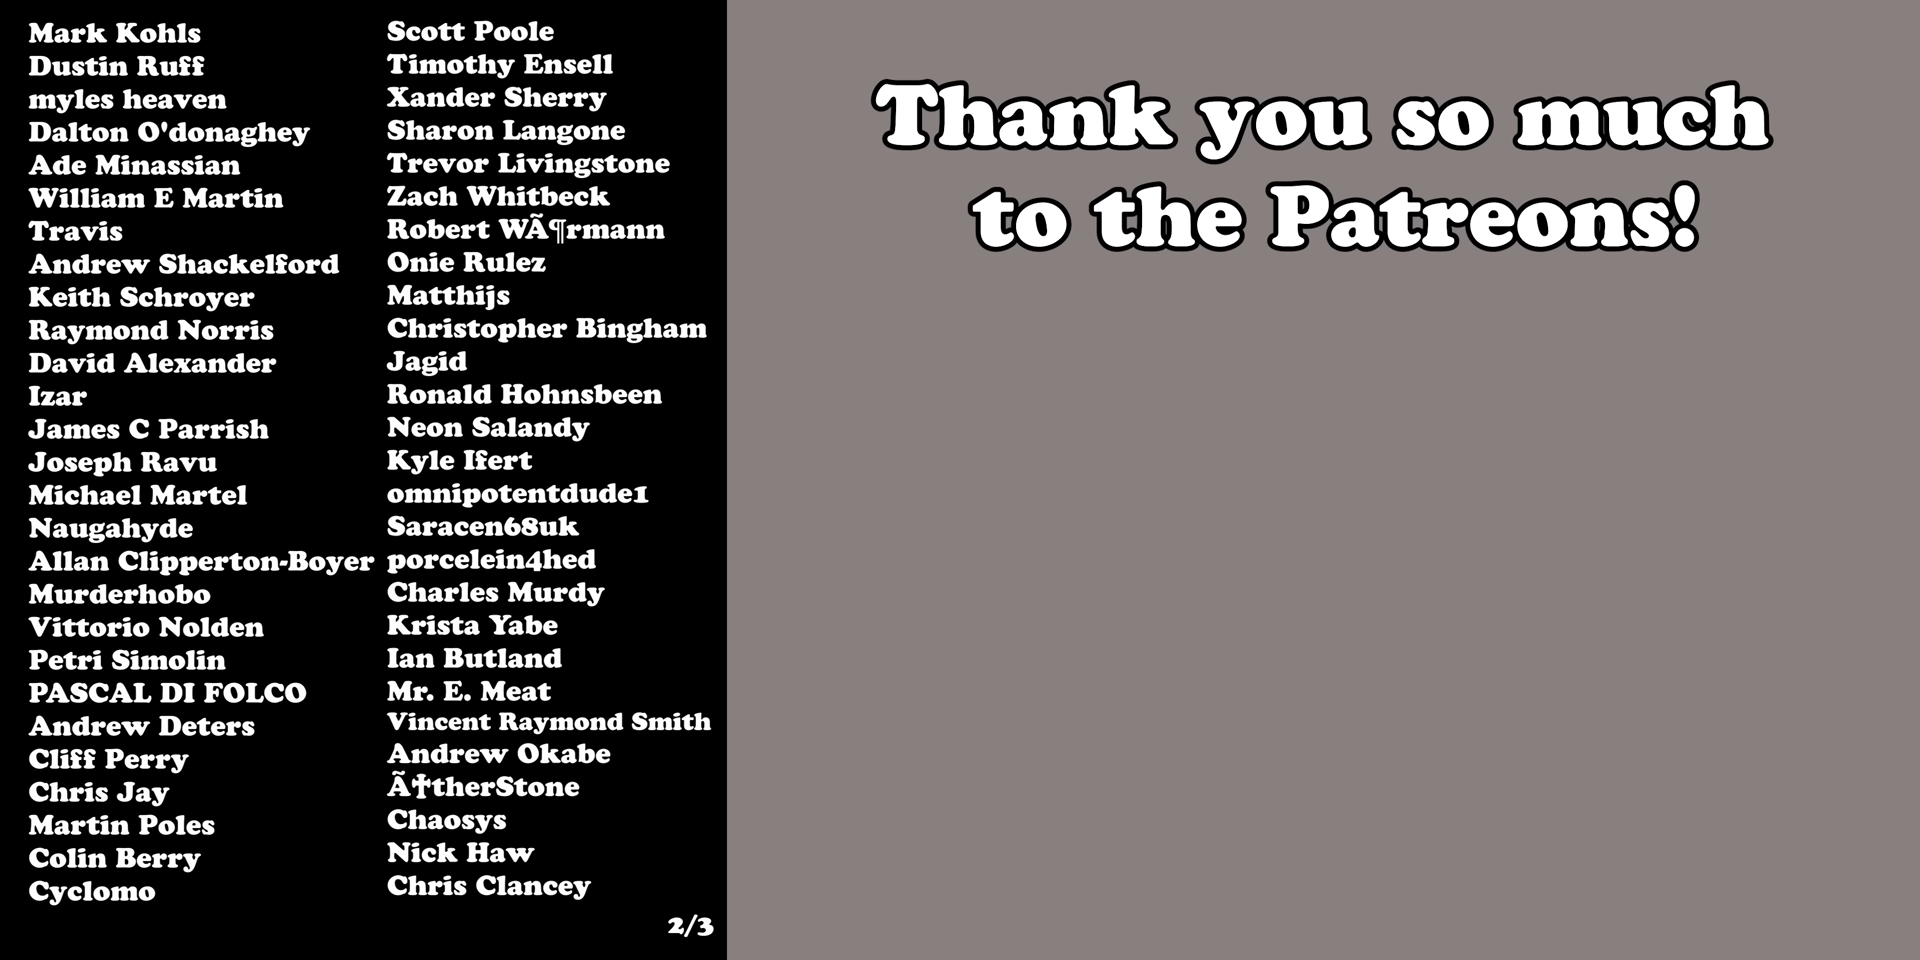 Mark Kohls
Dustin Ruff
myles heaven
Dalton O'donaghey
Ade Minassian
William E Martin
Travis
Andrew Shackelford
Keith Schroyer
Raymond Norris
David Alexander
Izar
James C Parrish
Joseph Ravu
Michael Martel
Naugahyde
Allan Clipperton-Boyer
Murderhobo
Vittorio Nolden
Petri Simolin
PASCAL DI FOLCO
Andrew Deters
Cliff Perry
Chris Jay
Martin Poles
Colin Berry
Cyclomo
Scott Poole
Timothy Ensell
Xander Sherry
Sharon Langone
Trevor Livingstone
Zach Whitbeck
Robert WÃ¶rmann
Onie Rulez
Matthijs
Christopher Bingham
Jagid
Ronald Hohnsbeen
Neon Salandy
Kyle Ifert
omnipotentdude1
Saracen68uk
porcelein4hed
Charles Murdy
Krista Yabe
Ian Butland
Mr. E. Meat
Vincent Raymond Smith
Andrew Okabe
Ã†therStone
Chaosys
Nick Haw
Chris Clancey
2/3
Thank you so much
to the Patreons!